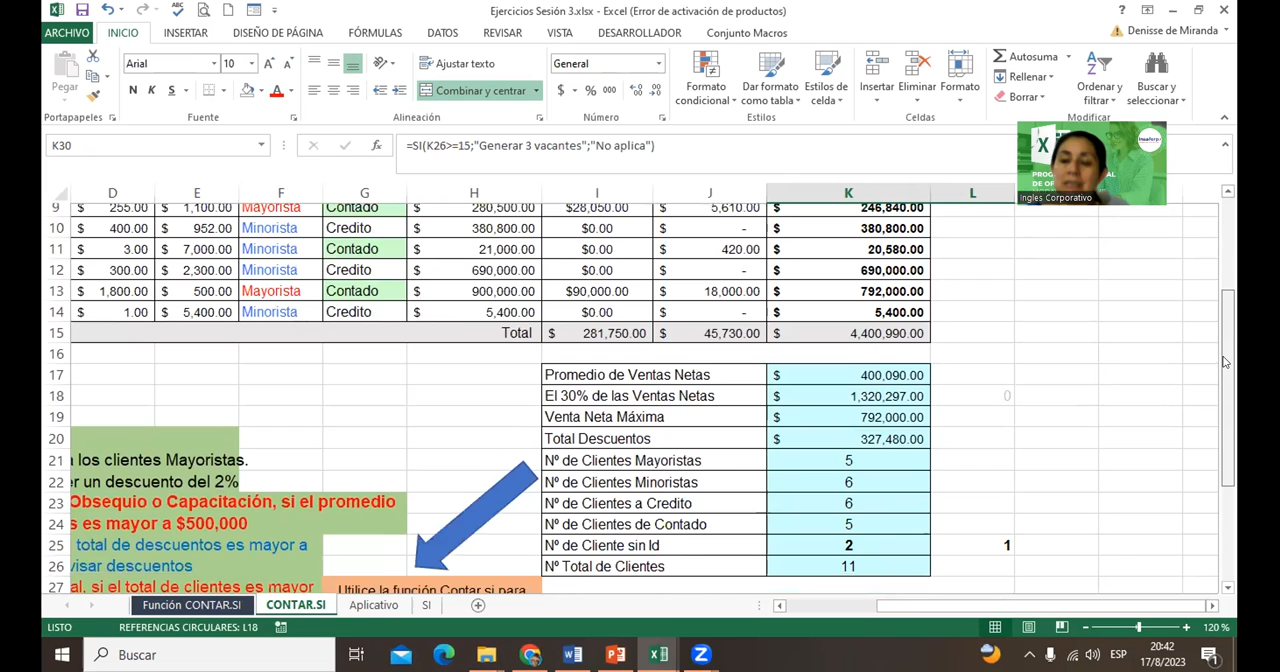 Ejercicios Sesión 3.xlsx - Excel (Error de activación de productos)
ARCHIVO INICIO INSERTAR DISEÑO DE PÁGINA FÓRMULAS DATOS REVISAR VISTA DESARROLLADOR Conjunto Macros Denisse de Miranda
Pegar
Portapapeles
Arial 10
N K S
Fuente
Ajustar texto
Combinar y centrar
Alineación
General
$ % 000
Número
Formato condicional
Dar formato como tabla
Estilos de celda
Estilos
Insertar Eliminar Formato
Celdas
Autosuma
Rellenar
Borrar
Ordenar y filtrar
Buscar y seleccionar
Modificar
K30 fx =SI(K26>=15;"Generar 3 vacantes";"No aplica")
Ingles Corporativo
D E F G H I J K L
9 $ 255.00 $ 1,100.00 Mayorista Contado $ 280,500.00 $28,050.00 $ 5,610.00 $ 246,840.00
10 $ 400.00 $ 952.00 Minorista Credito $ 380,800.00 $0.00 $ - $ 380,800.00
11 $ 3.00 $ 7,000.00 Minorista Contado $ 21,000.00 $0.00 $ 420.00 $ 20,580.00
12 $ 300.00 $ 2,300.00 Minorista Credito $ 690,000.00 $0.00 $ - $ 690,000.00
13 $ 1,800.00 $ 500.00 Mayorista Contado $ 900,000.00 $90,000.00 $ 18,000.00 $ 792,000.00
14 $ 1.00 $ 5,400.00 Minorista Credito $ 5,400.00 $0.00 $ - $ 5,400.00
15 Total $ 281,750.00 $ 45,730.00 $ 4,400,990.00
16
17 Promedio de Ventas Netas $ 400,090.00
18 El 30% de las Ventas Netas $ 1,320,297.00 0
19 Venta Neta Máxima $ 792,000.00
20 Total Descuentos $ 327,480.00
21 a los clientes Mayoristas. Nº de Clientes Mayoristas 5
22 er un descuento del 2% Nº de Clientes Minoristas 6
23 Obsequio o Capacitación, si el promedio Nº de Clientes a Credito 6
24 s es mayor a $500,000 Nº de Clientes de Contado 5
25 total de descuentos es mayor a Nº de Cliente sin Id 2 1
26 visar descuentos Nº Total de Clientes 11
27 al, si el total de clientes es mayor Utilice la función Contar si para
Función CONTAR.SI CONTAR.SI Aplicativo SI
LISTO REFERENCIAS CIRCULARES: L18 120 %
Buscar
ESP
20:42
17/8/2023